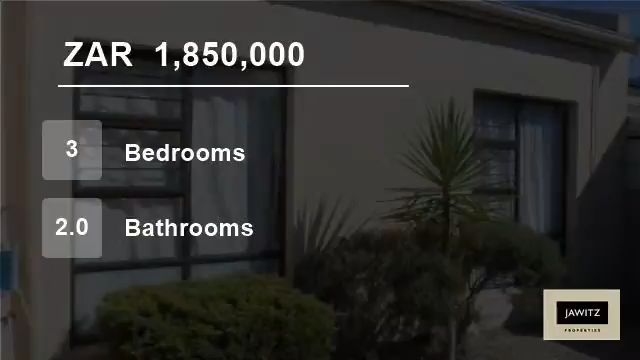 ZAR 1,850,000
3 Bedrooms
2.0 Bathrooms
JAWITZ
PROPERTIES